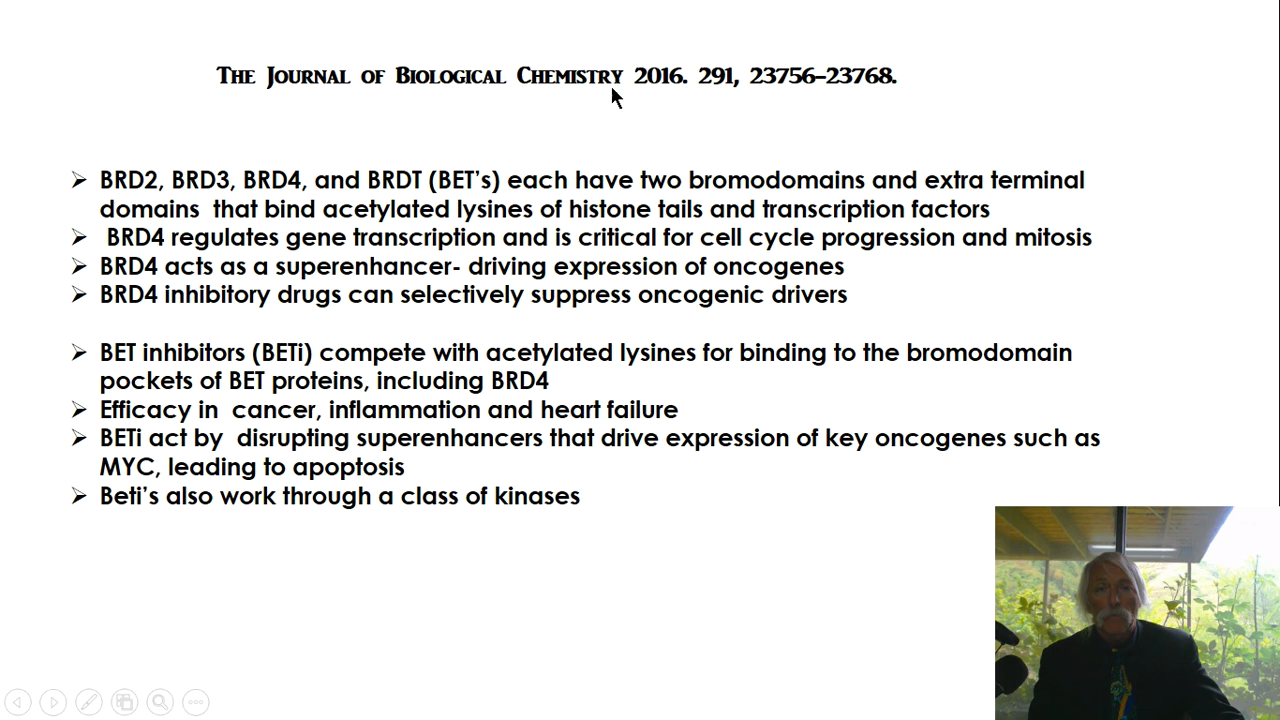 The Journal of Biological Chemistry 2016. 291, 23756–23768.
➢ BRD2, BRD3, BRD4, and BRDT (BET’s) each have two bromodomains and extra terminal
domains  that bind acetylated lysines of histone tails and transcription factors
➢ BRD4 regulates gene transcription and is critical for cell cycle progression and mitosis
➢ BRD4 acts as a superenhancer- driving expression of oncogenes
➢ BRD4 inhibitory drugs can selectively suppress oncogenic drivers
➢ BET inhibitors (BETi) compete with acetylated lysines for binding to the bromodomain
pockets of BET proteins, including BRD4
➢ Efficacy in  cancer, inflammation and heart failure
➢ BETi act by  disrupting superenhancers that drive expression of key oncogenes such as
MYC, leading to apoptosis
➢ Beti’s also work through a class of kinases